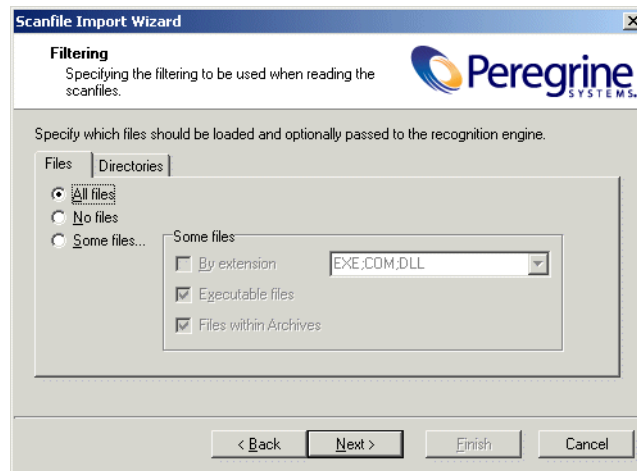 Scanfile Import Wizard
Filtering
Specifying the filtering to be used when reading the
scanfiles.
Peregrine
SYSTEMS
Specify which files should be loaded and optionally passed to the recognition engine.
Files
Directories
All files
No files
Some files...
Some files
By extension
EXE;COM;DLL
Executable files
Files within Archives
< Back
Next >
Finish
Cancel